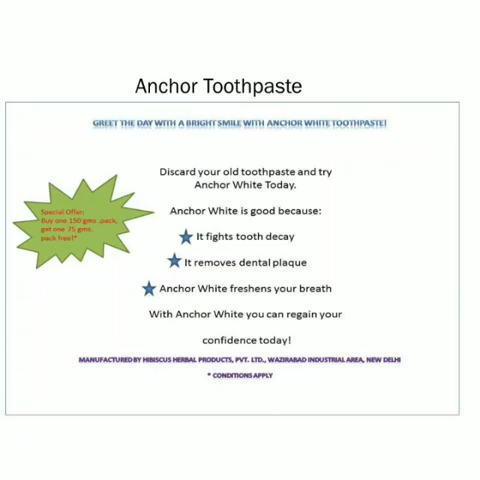 Anchor Toothpaste
GREET THE DAY WITH A BRIGHT SMILE WITH ANCHOR WHITE TOOTHPASTE!
Discard your old toothpaste and try
Anchor White Today.
Special Offer:
Buy one 150 gms .pack,
get one 75 gms.
pack free!*
Anchor White is good because:
It fights tooth decay
It removes dental plaque
Anchor White freshens your breath
With Anchor White you can regain your
confidence today!
MANUFACTURED BY HIBISCUS HERBAL PRODUCTS, PVT. LTD., WAZIRABAD INDUSTRIAL AREA, NEW DELHI
* CONDITIONS APPLY